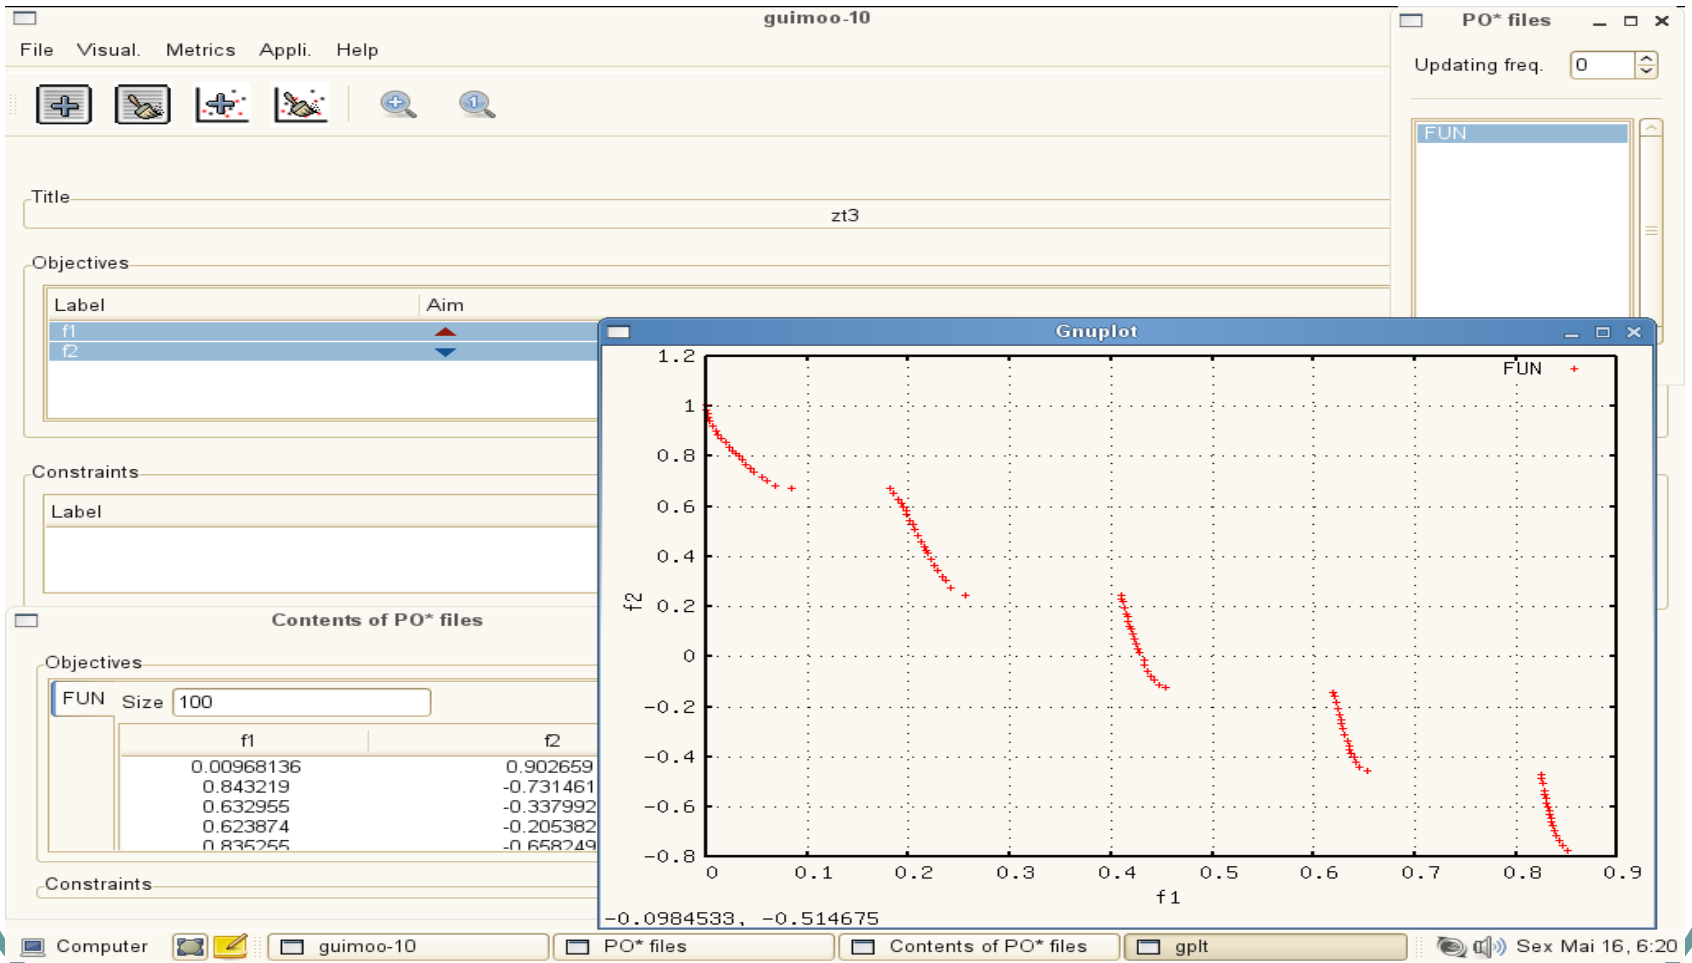 guimoo-10
File Visual. Metrics Appli. Help
Title
zt3
Objectives
Label Aim
f1
f2
Constraints
Label
PO* files
Updating freq. 0
FUN
Contents of PO* files
Objectives
FUN Size 100
f1 f2
0.00968136 0.902659
0.843219 -0.731461
0.632955 -0.337992
0.623874 -0.205382
0.835255 -0.658249
Constraints
Gnuplot
FUN
1.2
1
0.8
0.6
0.4
0.2
0
-0.2
-0.4
-0.6
-0.8
f2
0 0.1 0.2 0.3 0.4 0.5 0.6 0.7 0.8 0.9
f1
-0.0984533, -0.514675
Computer guimoo-10 PO* files Contents of PO* files gplt Sex Mai 16, 6:20